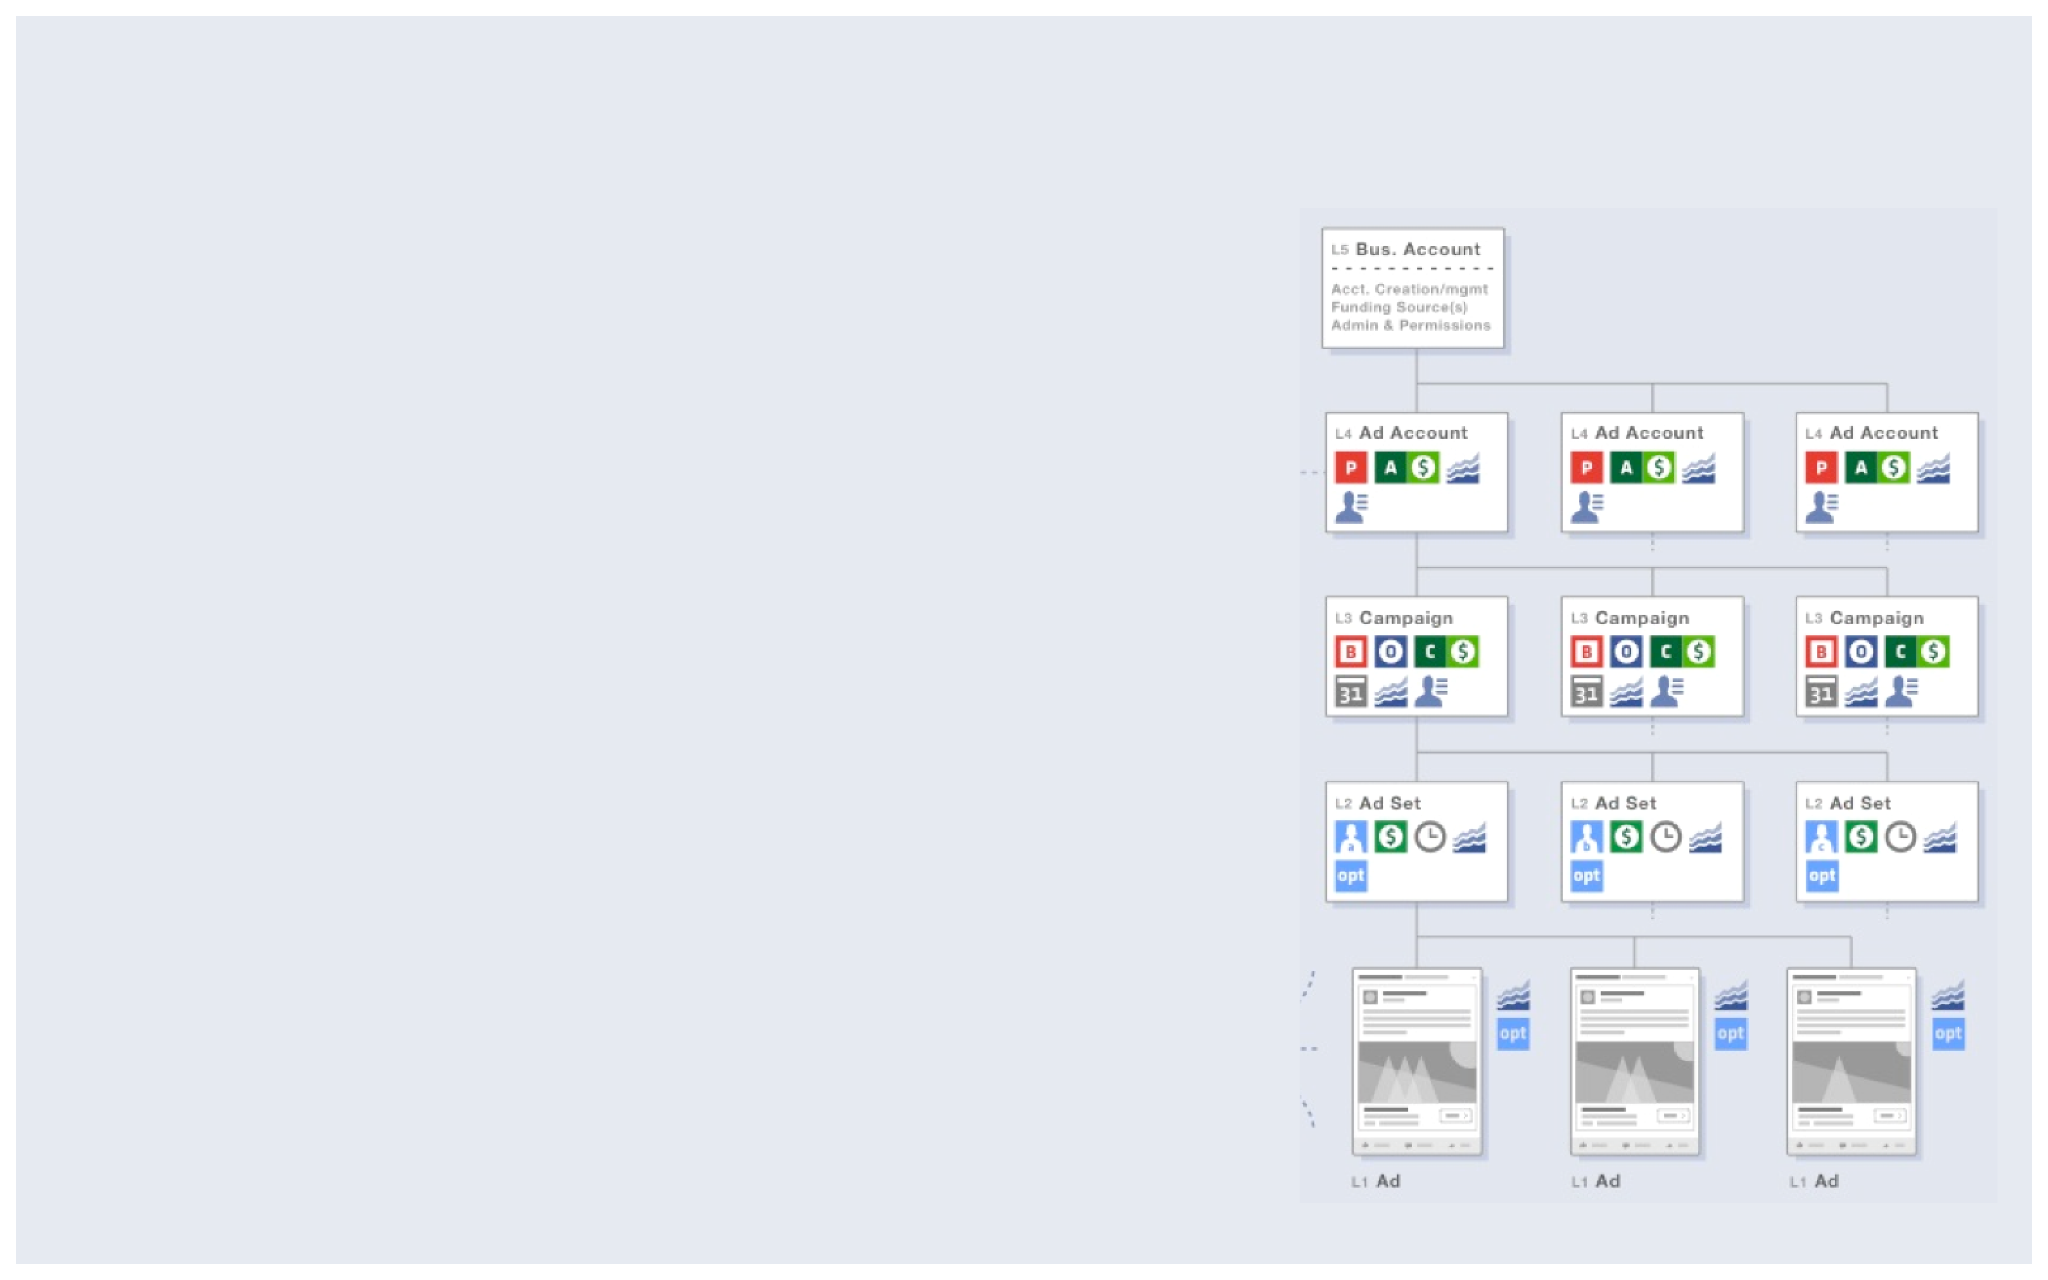 L5 Bus. Account
Acct. Creation/mgmt
Funding Source(s)
Admin & Permissions
L4 Ad Account
P A $
L4 Ad Account
P A $
L4 Ad Account
P A $
L3 Campaign
B O C $
31
L3 Campaign
B O C $
31
L3 Campaign
B O C $
31
L2 Ad Set
a $
opt
L2 Ad Set
b $
opt
L2 Ad Set
c $
opt
opt
opt
opt
L1 Ad
L1 Ad
L1 Ad